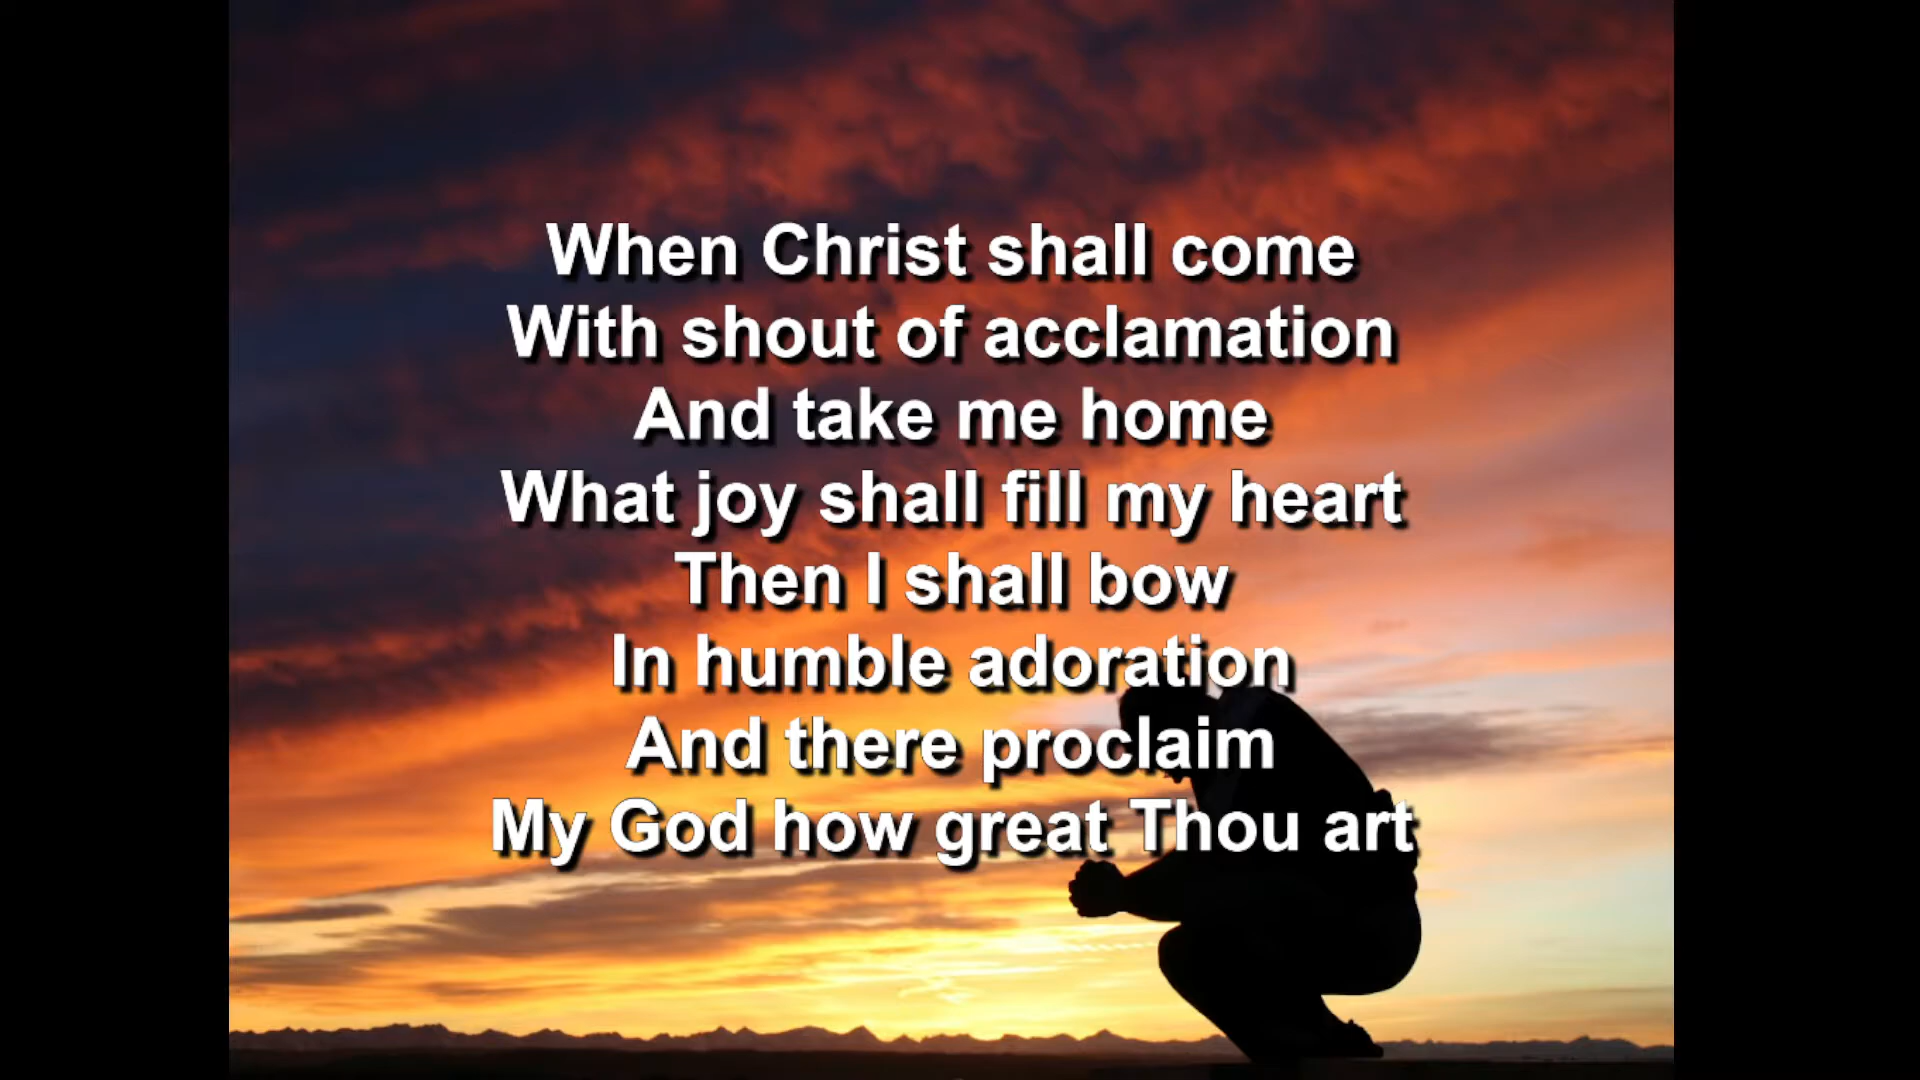 When Christ shall come
With shout of acclamation
And take me home
What joy shall fill my heart
Then I shall bow
In humble adoration
And there proclaim
My God how great Thou art